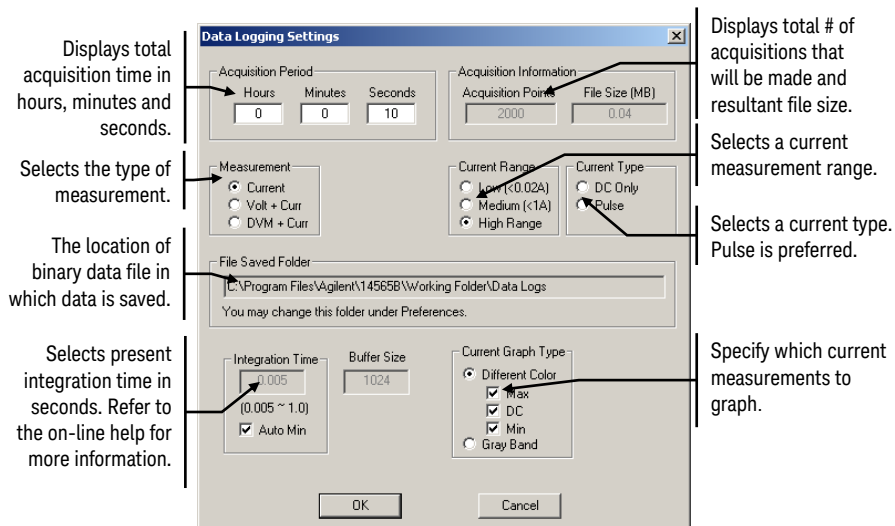 Displays total
acquisition time in
hours, minutes and
seconds.
Selects the type of
measurement.
The location of
binary data file in
which data is saved.
Selects present
integration time in
seconds. Refer to
the on-line help for
more information.
Data Logging Settings
Acquisition Period
Hours Minutes Seconds
0 0 10
Acquisition Information
Acquisition Points File Size (MB)
2000 0.04
Measurement
Current
Volt + Curr
DVM + Curr
Current Range
Low (<0.02A)
Medium (<1A)
High Range
Current Type
DC Only
Pulse
File Saved Folder
C:\Program Files\Agilent\14565B\Working Folder\Data Logs
You may change this folder under Preferences.
Integration Time
0.005
(0.005 ~ 1.0)
Auto Min
Buffer Size
1024
Current Graph Type
Different Color
Max
DC
Min
Gray Band
OK Cancel
Displays total # of
acquisitions that
will be made and
resultant file size.
Selects a current
measurement range.
Selects a current type.
Pulse is preferred.
Specify which current
measurements to
graph.